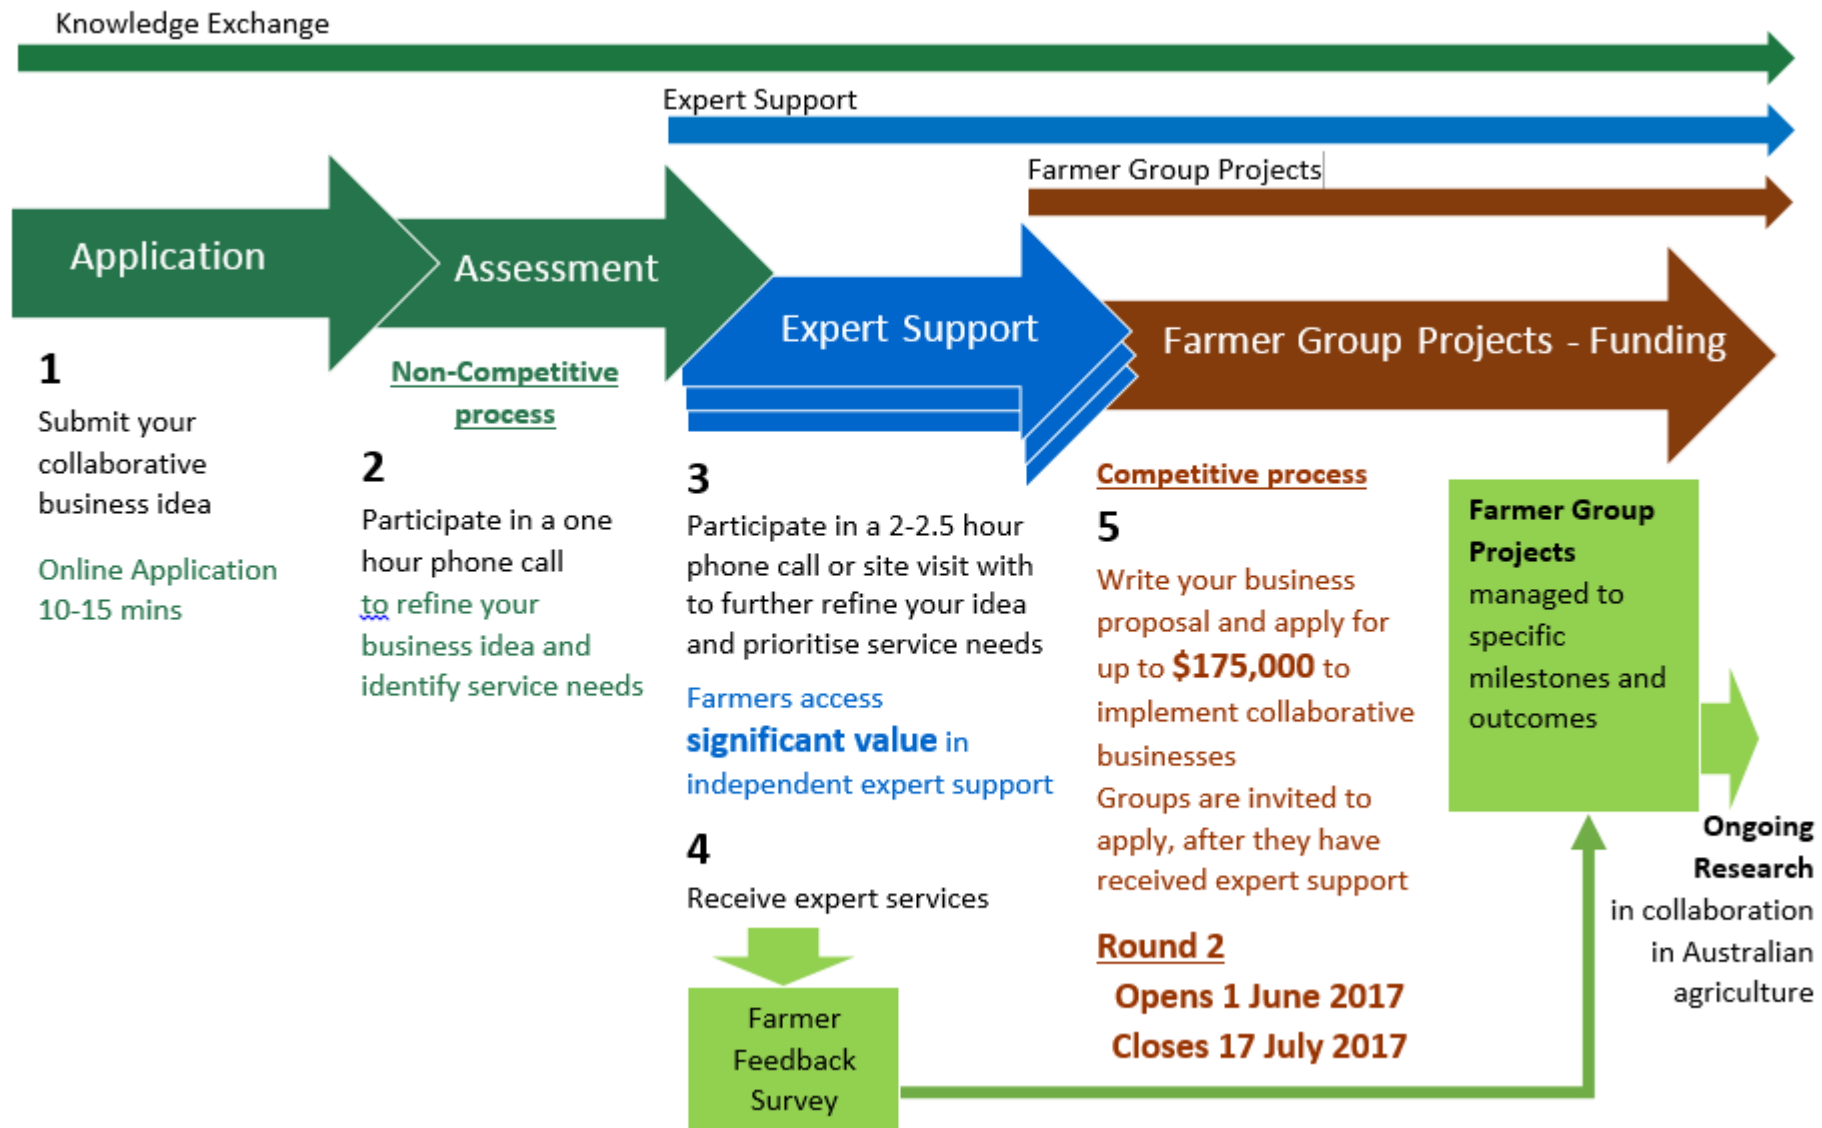 Knowledge Exchange
Expert Support
Farmer Group Projects
Application
Assessment
Expert Support
Farmer Group Projects - Funding
1
Submit your
collaborative
business idea
Online Application
10-15 mins
Non-Competitive
process
2
Participate in a one
hour phone call
to refine your
business idea and
identify service needs
3
Participate in a 2-2.5 hour
phone call or site visit with
to further refine your idea
and prioritise service needs
Farmers access
significant value in
independent expert support
4
Receive expert services
Farmer
Feedback
Survey
Competitive process
5
Write your business
proposal and apply for
up to $175,000 to
implement collaborative
businesses
Groups are invited to
apply, after they have
received expert support
Round 2
Opens 1 June 2017
Closes 17 July 2017
Farmer Group
Projects
managed to
specific
milestones and
outcomes
Ongoing
Research
in collaboration
in Australian
agriculture